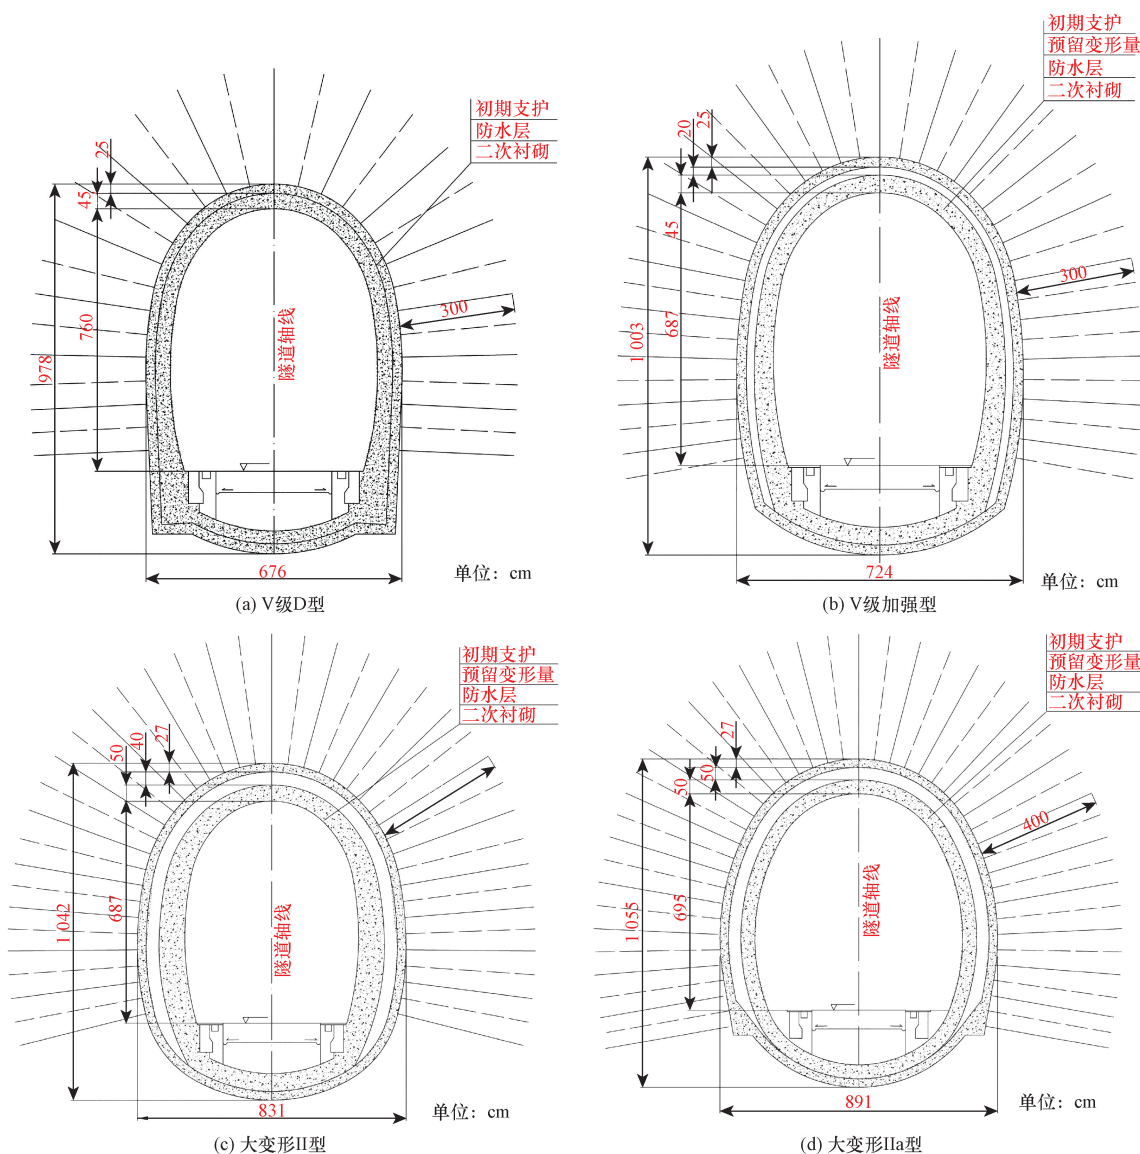 初期支护
防水层
二次衬砌
25
45
760
978
300
隧道轴线
676
单位：cm
(a) V级D型
初期支护
预留变形量
防水层
二次衬砌
25
20
45
687
1 003
300
隧道轴线
724
单位：cm
(b) V级加强型
初期支护
预留变形量
防水层
二次衬砌
27
40
50
687
1 042
隧道轴线
831
单位：cm
(c) 大变形II型
初期支护
预留变形量
防水层
二次衬砌
27
50
50
695
1 055
400
隧道轴线
891
单位：cm
(d) 大变形IIa型